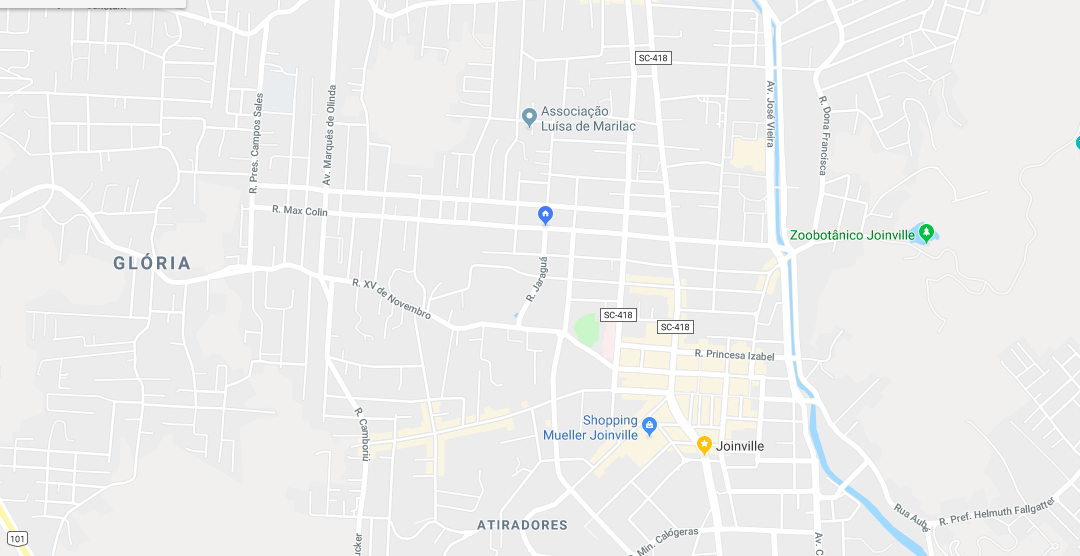 SC-418
Av. José Vieira
R. Dona Francisca
R. Pres. Campos Sales
Av. Marquês de Olinda
Associação
Luísa de Marilac
R. Max Colin
Zoobotânico Joinville
GLÓRIA
R. Jaraguá
R. XV de Novembro
SC-418
SC-418
R. Princesa Izabel
R. Camboriú
Shopping
Mueller Joinville
Joinville
ATIRADORES
101
Min. Calógeras
Rua Aubé
R. Pref. Helmuth Fallgatter
ucker
Av. C